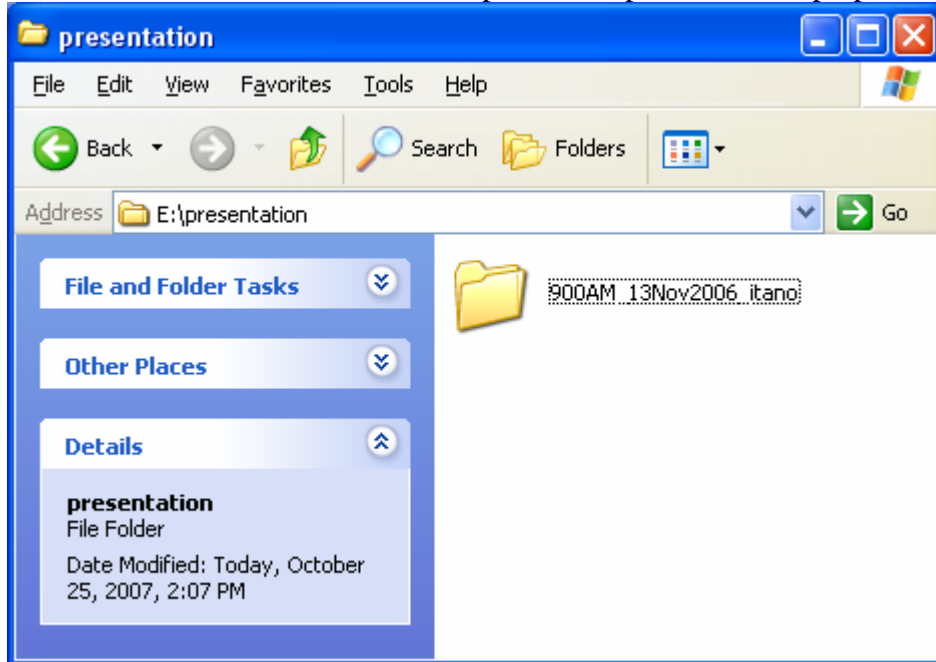 presentation
File Edit View Favorites Tools Help
Back Search Folders
Address E:\presentation Go
File and Folder Tasks
900AM_13Nov2006_itano
Other Places
Details
presentation
File Folder
Date Modified: Today, October
25, 2007, 2:07 PM